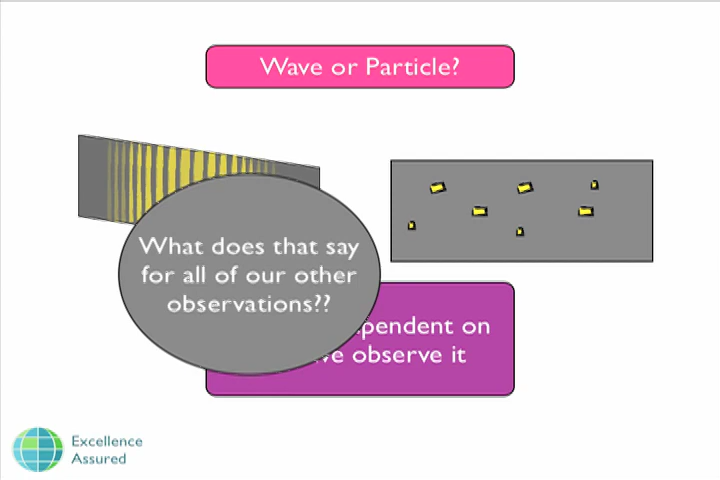 Wave or Particle?
What does that say
for all of our other
observations??
pendent on
ve observe it
Excellence
Assured